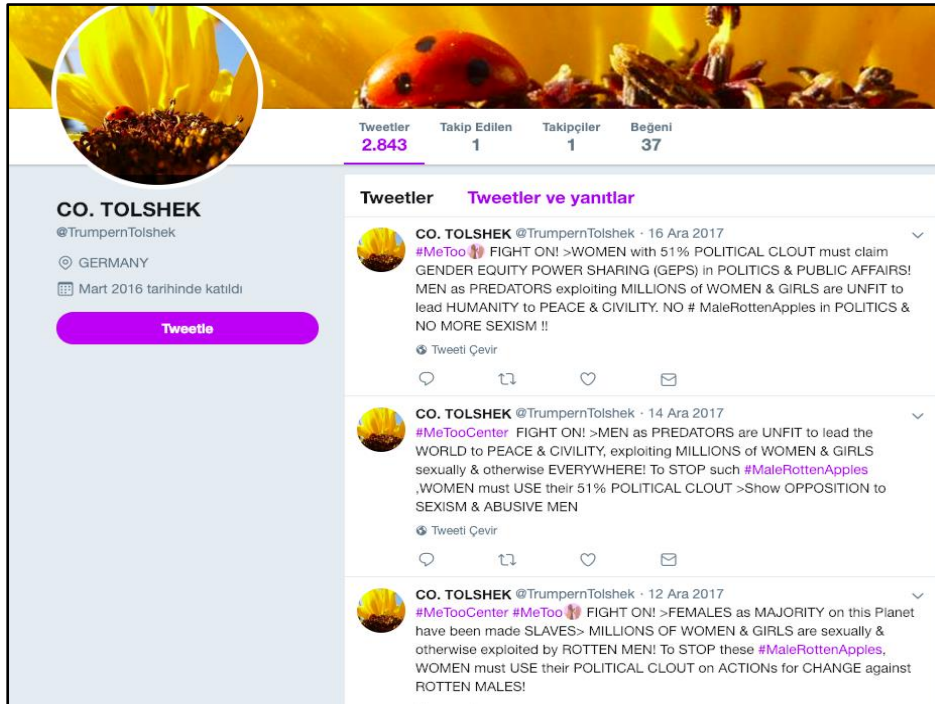 Tweetler Takip Edilen Takipçiler Beğeni
2.843 1 1 37
CO. TOLSHEK
@TrumpernTolshek
GERMANY
Mart 2016 tarihinde katıldı
Tweetle
Tweetler Tweetler ve yanıtlar
CO. TOLSHEK @TrumpernTolshek · 16 Ara 2017
#MeToo FIGHT ON! >WOMEN with 51% POLITICAL CLOUT must claim
GENDER EQUITY POWER SHARING (GEPS) in POLITICS & PUBLIC AFFAIRS!
MEN as PREDATORS exploiting MILLIONS of WOMEN & GIRLS are UNFIT to
lead HUMANITY to PEACE & CIVILITY. NO # MaleRottenApples in POLITICS &
NO MORE SEXISM !!
Tweeti Çevir
CO. TOLSHEK @TrumpernTolshek · 14 Ara 2017
#MeTooCenter FIGHT ON! >MEN as PREDATORS are UNFIT to lead the
WORLD to PEACE & CIVILITY, exploiting MILLIONS of WOMEN & GIRLS
sexually & otherwise EVERYWHERE! To STOP such #MaleRottenApples
,WOMEN must USE their 51% POLITICAL CLOUT >Show OPPOSITION to
SEXISM & ABUSIVE MEN
Tweeti Çevir
CO. TOLSHEK @TrumpernTolshek · 12 Ara 2017
#MeTooCenter #MeToo FIGHT ON! >FEMALES as MAJORITY on this Planet
have been made SLAVES> MILLIONS OF WOMEN & GIRLS are sexually &
otherwise exploited by ROTTEN MEN! To STOP these #MaleRottenApples,
WOMEN must USE their POLITICAL CLOUT on ACTIONs for CHANGE against
ROTTEN MALES!